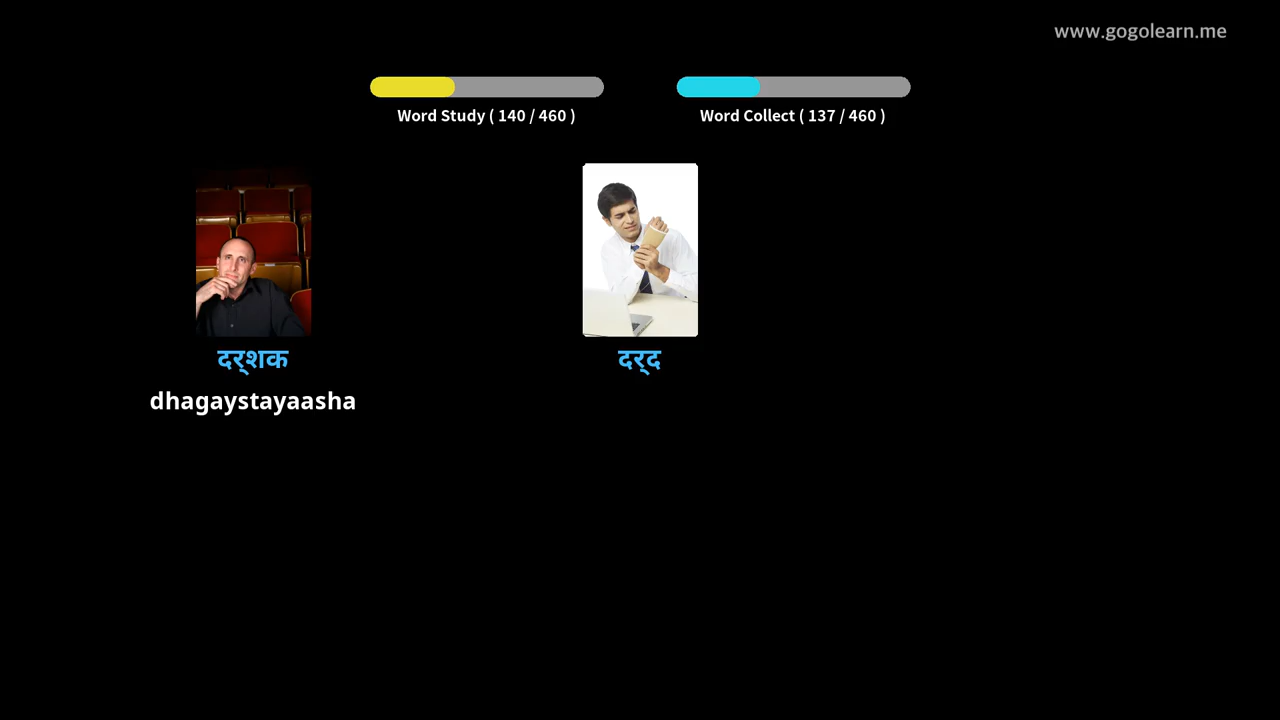 www.gogolearn.me
Word Study ( 140 / 460 )
Word Collect ( 137 / 460 )
दर्शक
दर्द
dhagaystayaasha